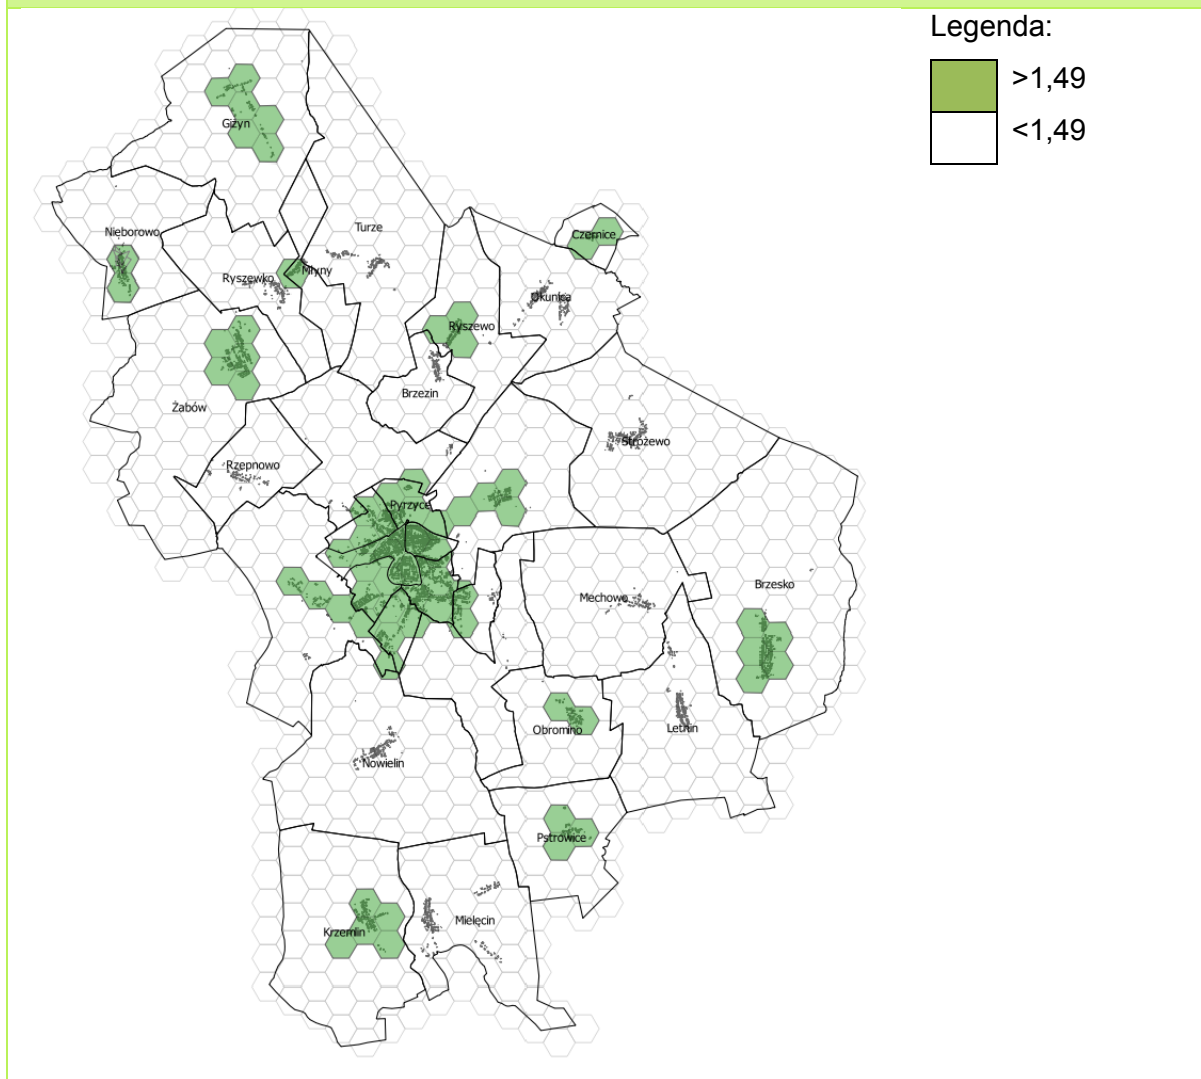 Legenda:
>1,49
<1,49
Giżyn
Nieborowo
Turze
Czernice
Ryszewko
Młyny
Okunica
Ryszewo
Brzezin
Żabów
Stróżewo
Rzepnowo
Pyrzyce
Brzesko
Mechowo
Obromino
Letnin
Nowielin
Pstrowice
Krzemlin
Mielęcin